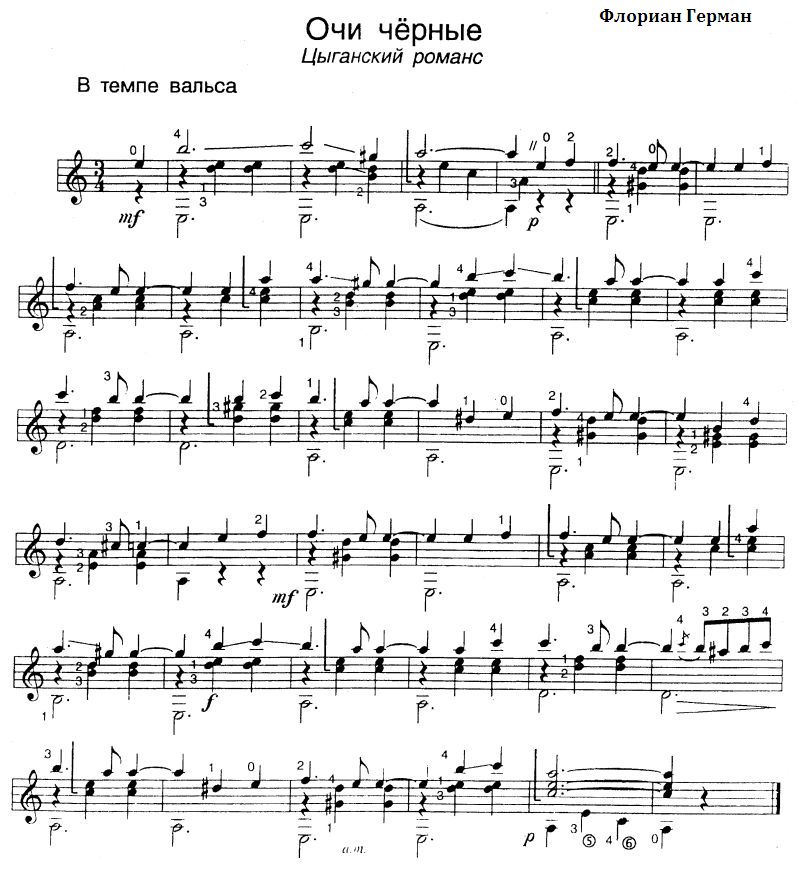 Очи чёрные
Флориан Герман
Цыганский романс
В темпе вальса
mf
p
mf
f
a.m.
p